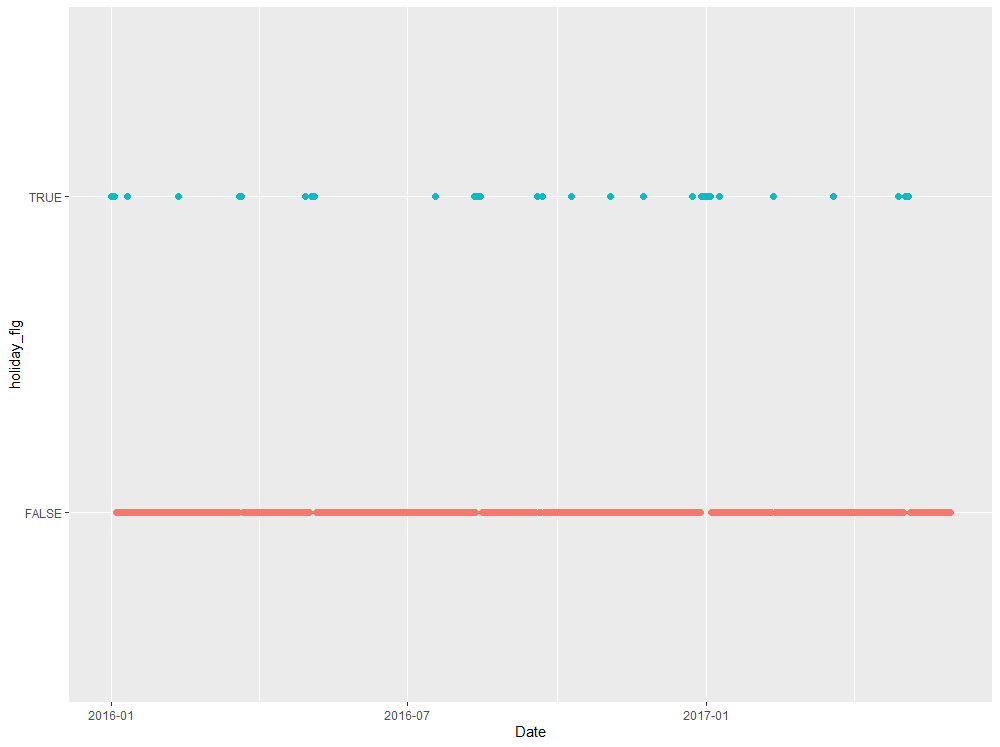 TRUE
holiday_flg
FALSE
2016-01
2016-07
2017-01
Date